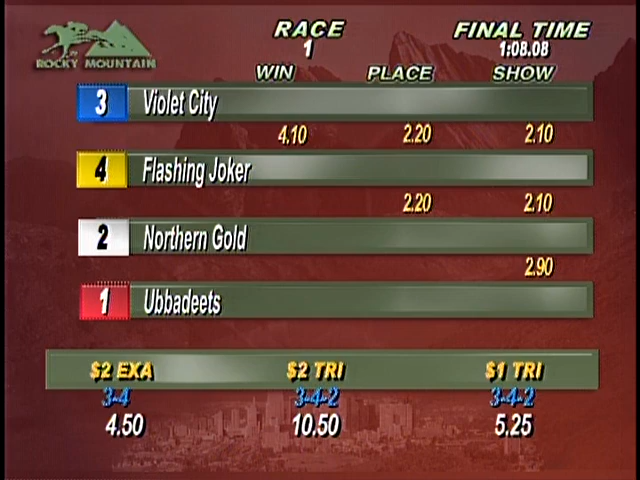 RACE
1
FINAL TIME
1:08.08
ROCKY MOUNTAIN
WIN PLACE SHOW
3 Violet City
4.10 2.20 2.10
4 Flashing Joker
2.20 2.10
2 Northern Gold
2.90
1 Ubbadeets
$2 EXA $2 TRI $1 TRI
3-4 3-4-2 3-4-2
4.50 10.50 5.25